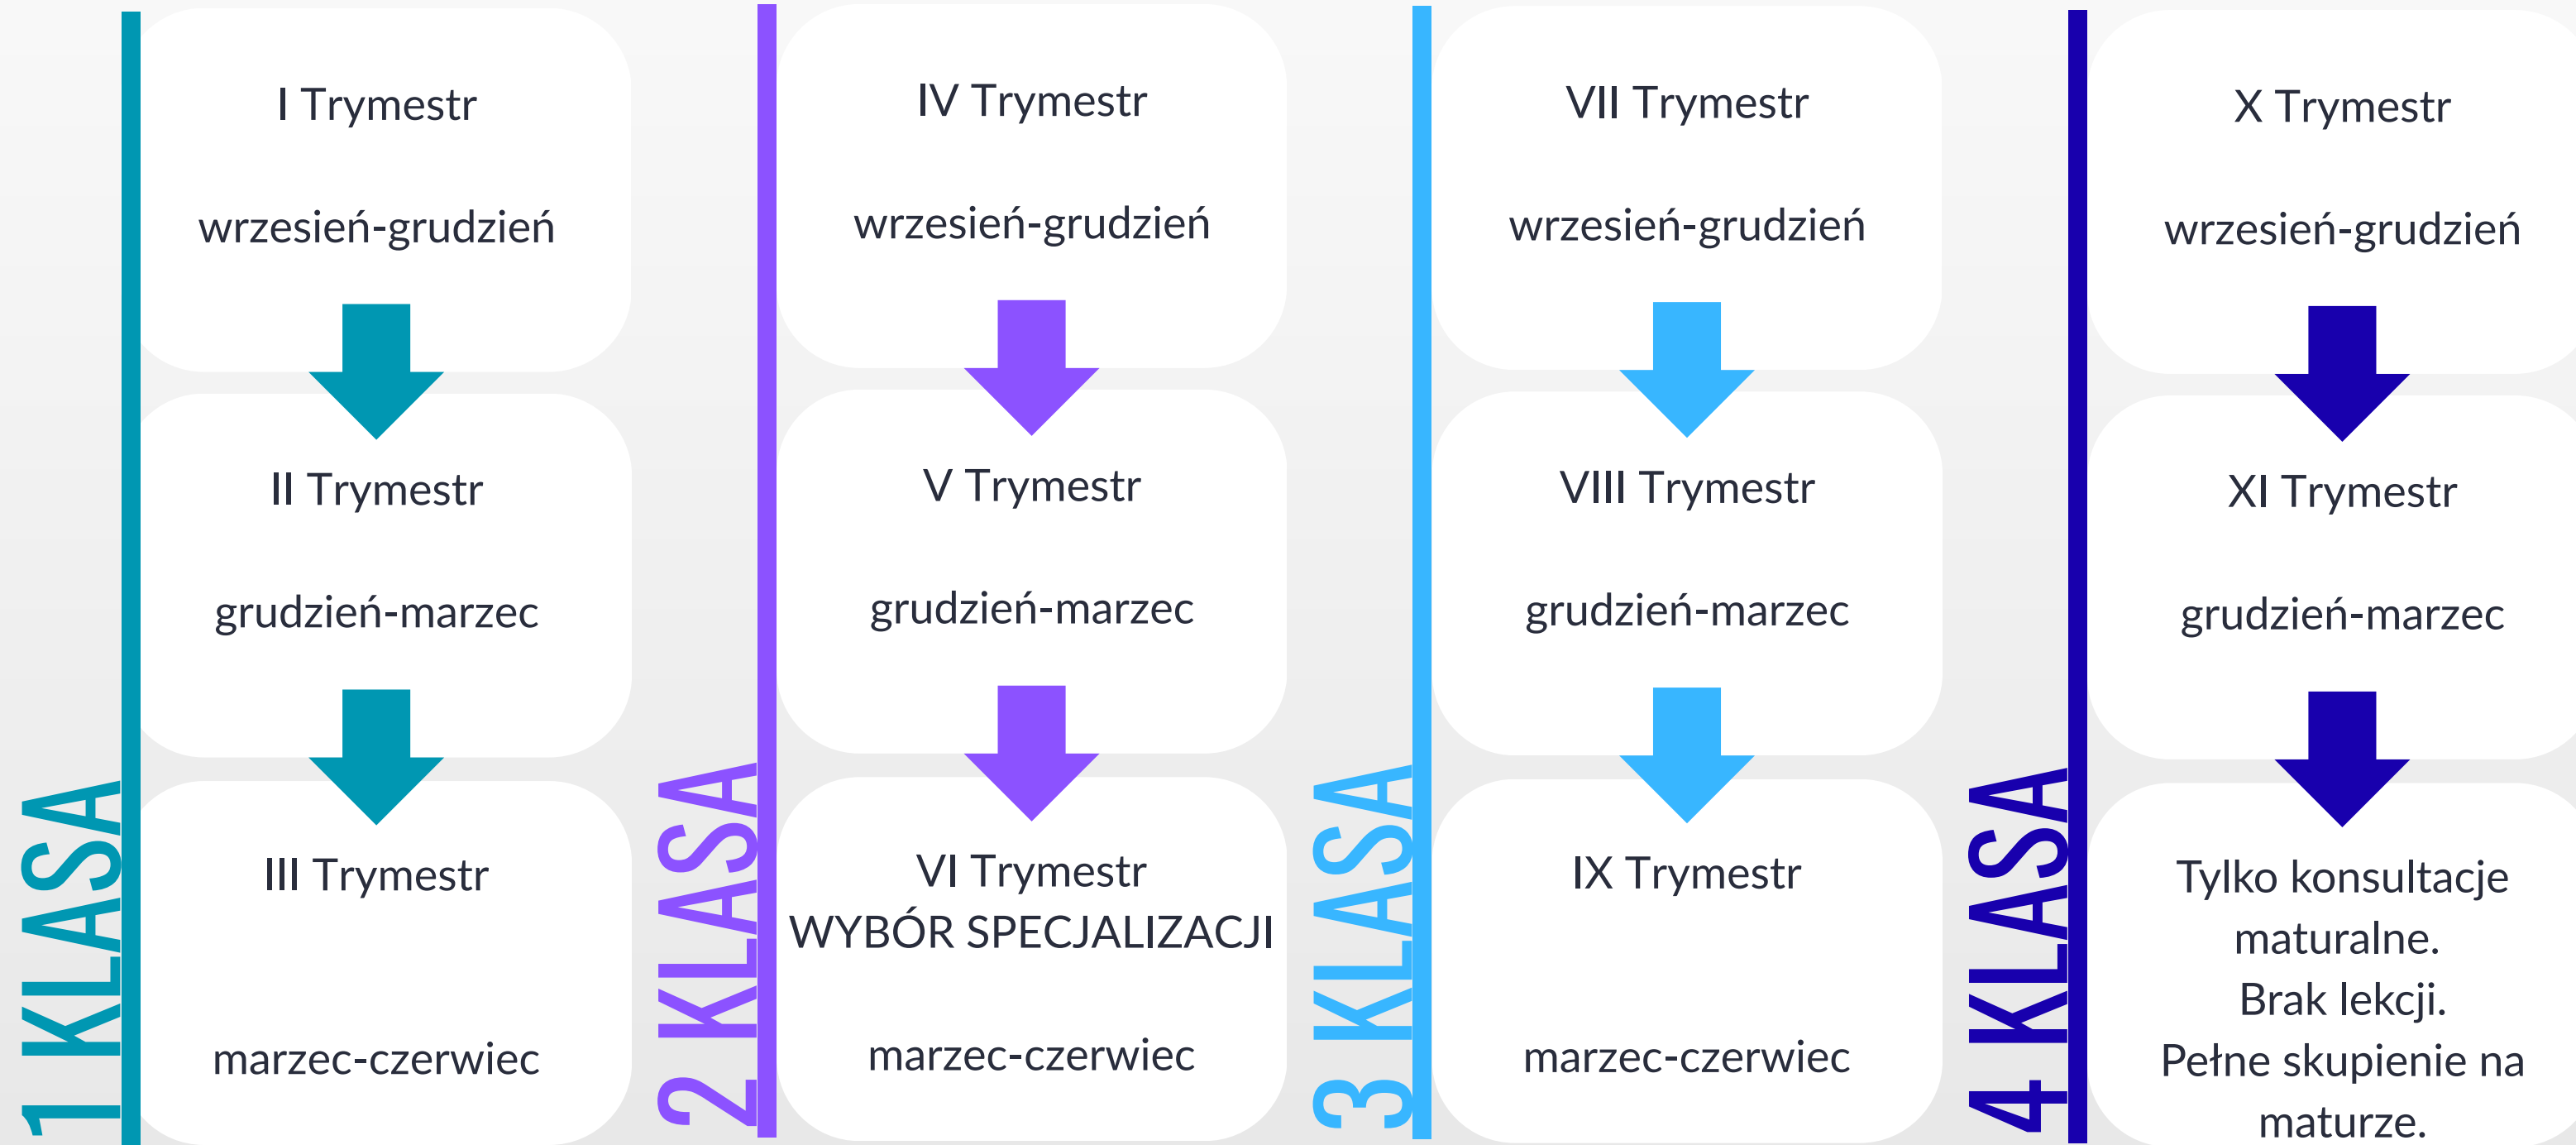 1 KLASA
I Trymestr
wrzesień-grudzień
II Trymestr
grudzień-marzec
III Trymestr
marzec-czerwiec
2 KLASA
IV Trymestr
wrzesień-grudzień
V Trymestr
grudzień-marzec
VI Trymestr
WYBÓR SPECJALIZACJI
marzec-czerwiec
3 KLASA
VII Trymestr
wrzesień-grudzień
VIII Trymestr
grudzień-marzec
IX Trymestr
marzec-czerwiec
4 KLASA
X Trymestr
wrzesień-grudzień
XI Trymestr
grudzień-marzec
Tylko konsultacje
maturalne.
Brak lekcji.
Pełne skupienie na
maturze.